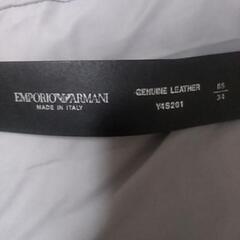 EMPORIO ARMANI
MADE IN ITALY
GENUINE LEATHER
Y4S201
85
34